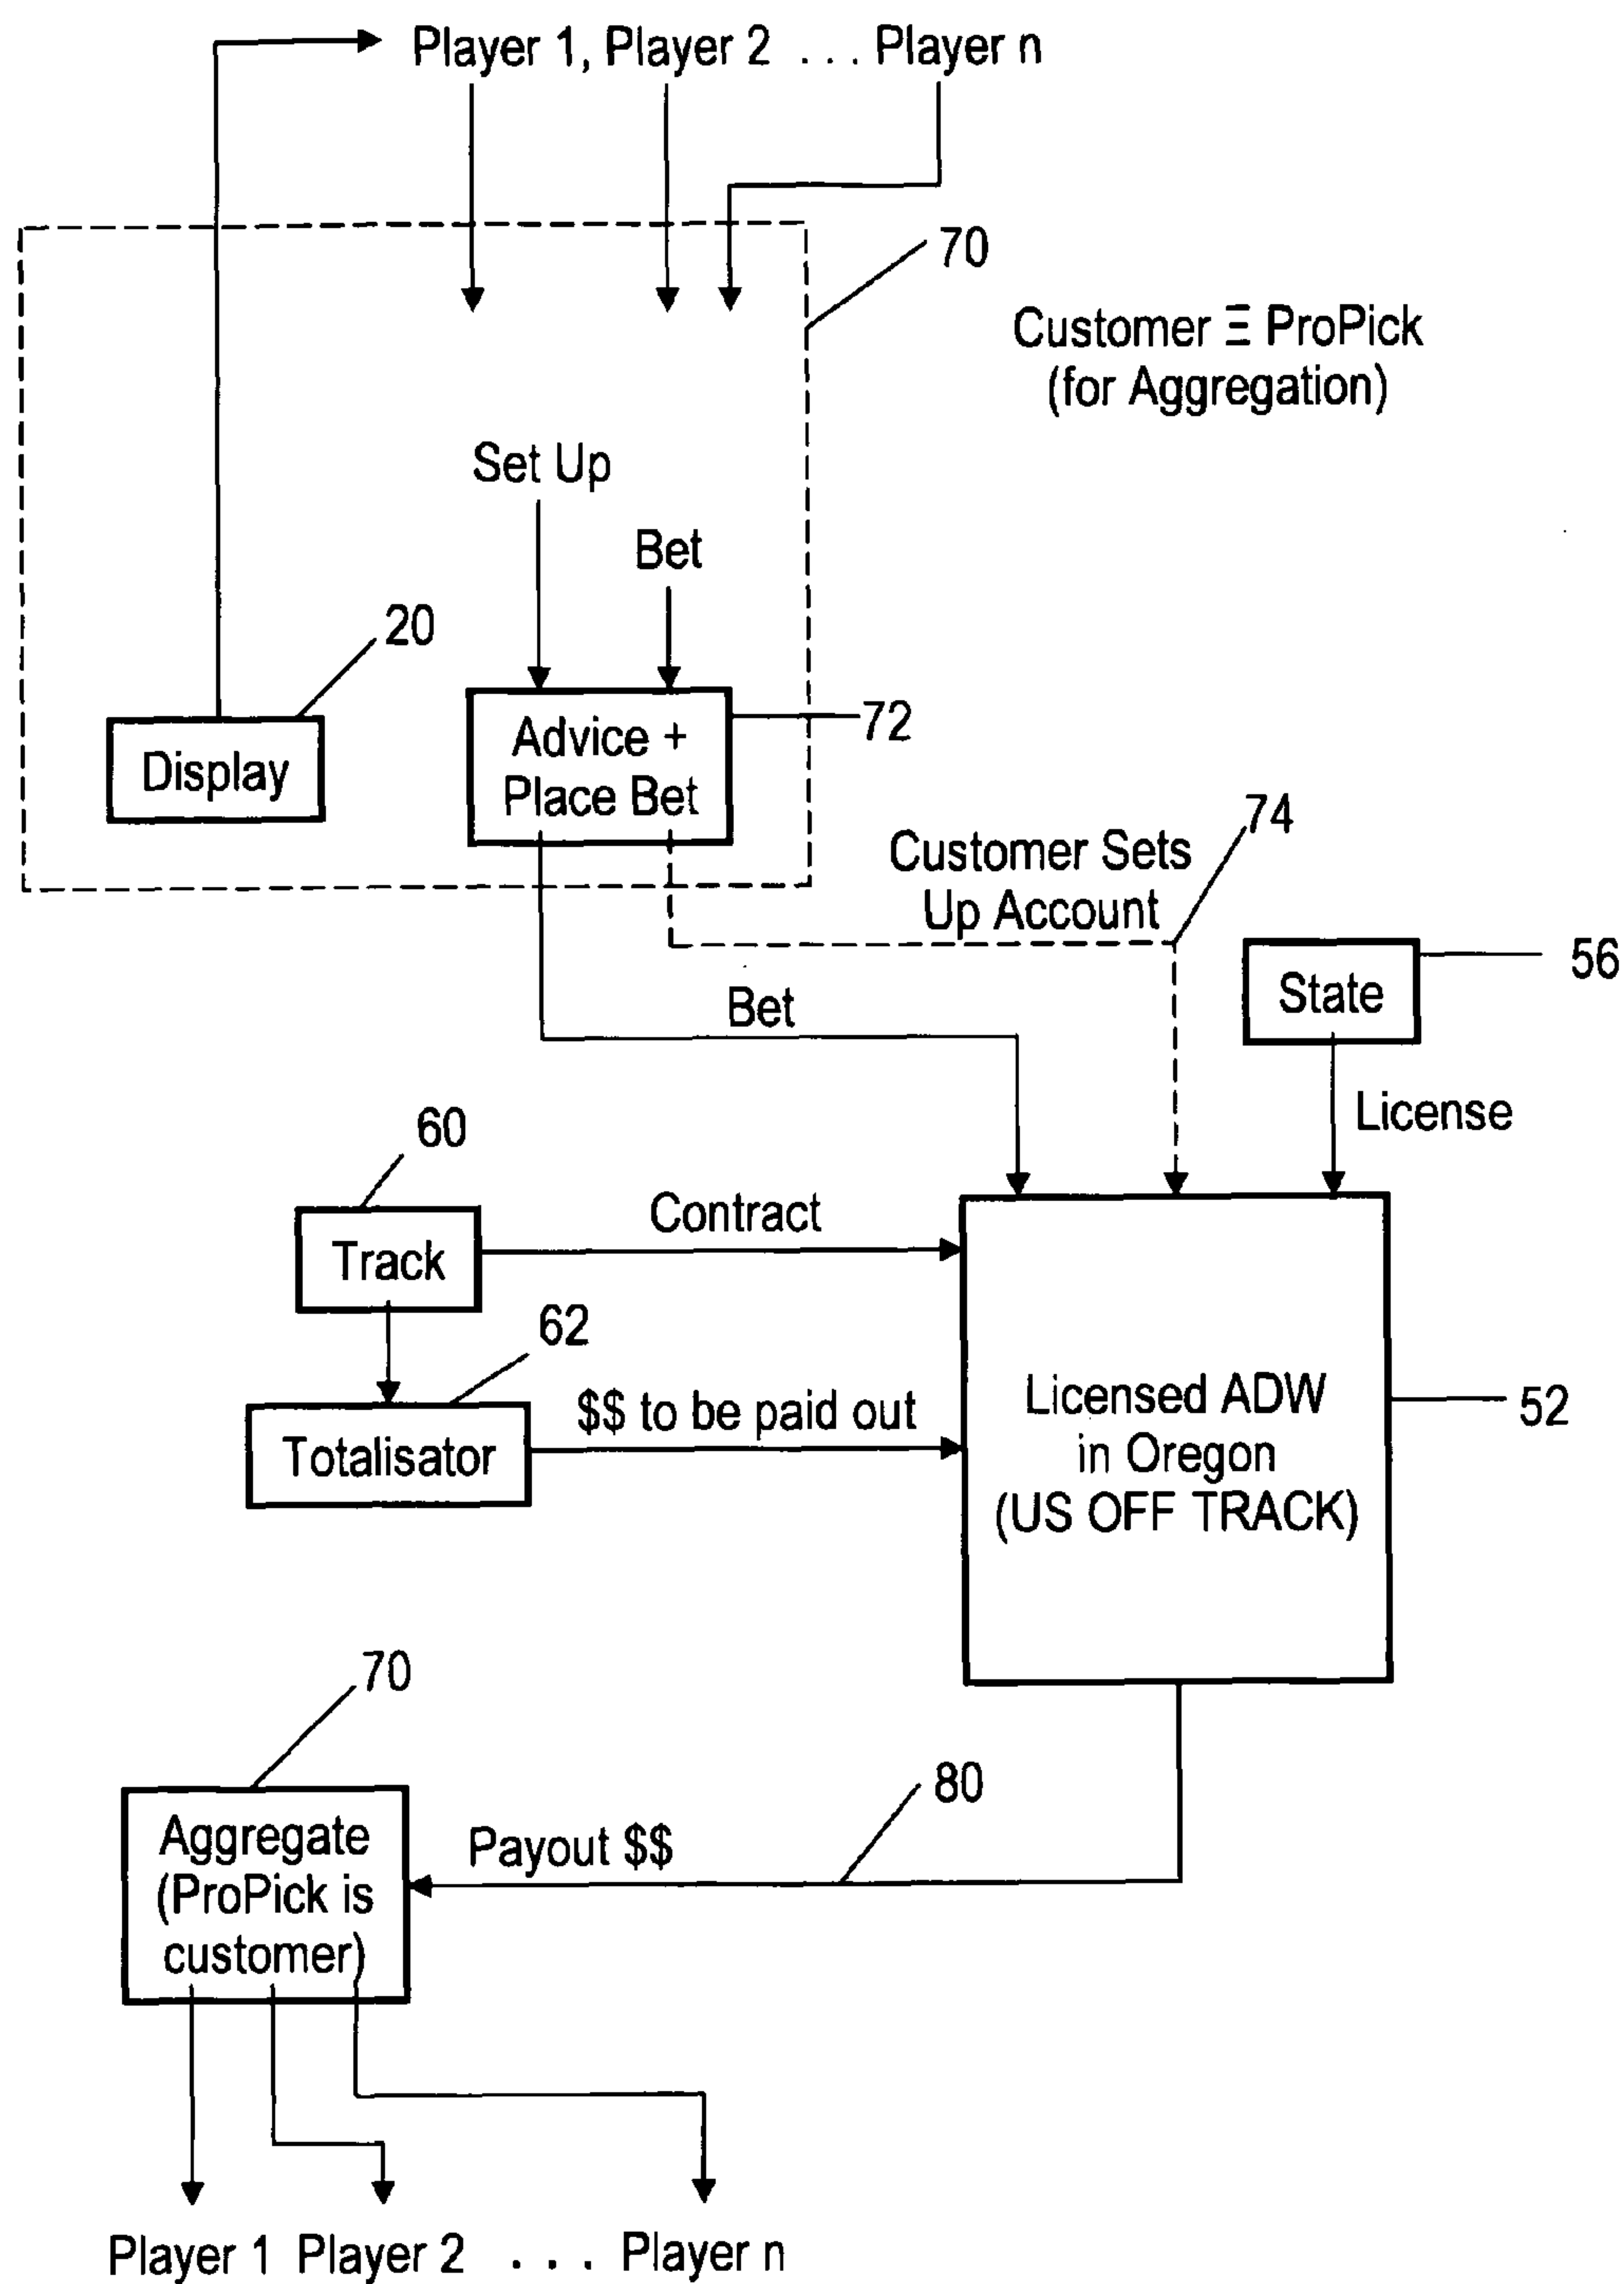 Player 1, Player 2 . . . Player n
70
Customer Ξ ProPick
(for Aggregation)
Set Up
Bet
20
Display
Advice +
Place Bet
72
74
Customer Sets
Up Account
56
State
Bet
License
60
Track
Contract
62
Totalisator
$$ to be paid out
Licensed ADW
in Oregon
(US OFF TRACK)
52
70
Aggregate
(ProPick is
customer)
80
Payout $$
Player 1 Player 2 . . . Player n